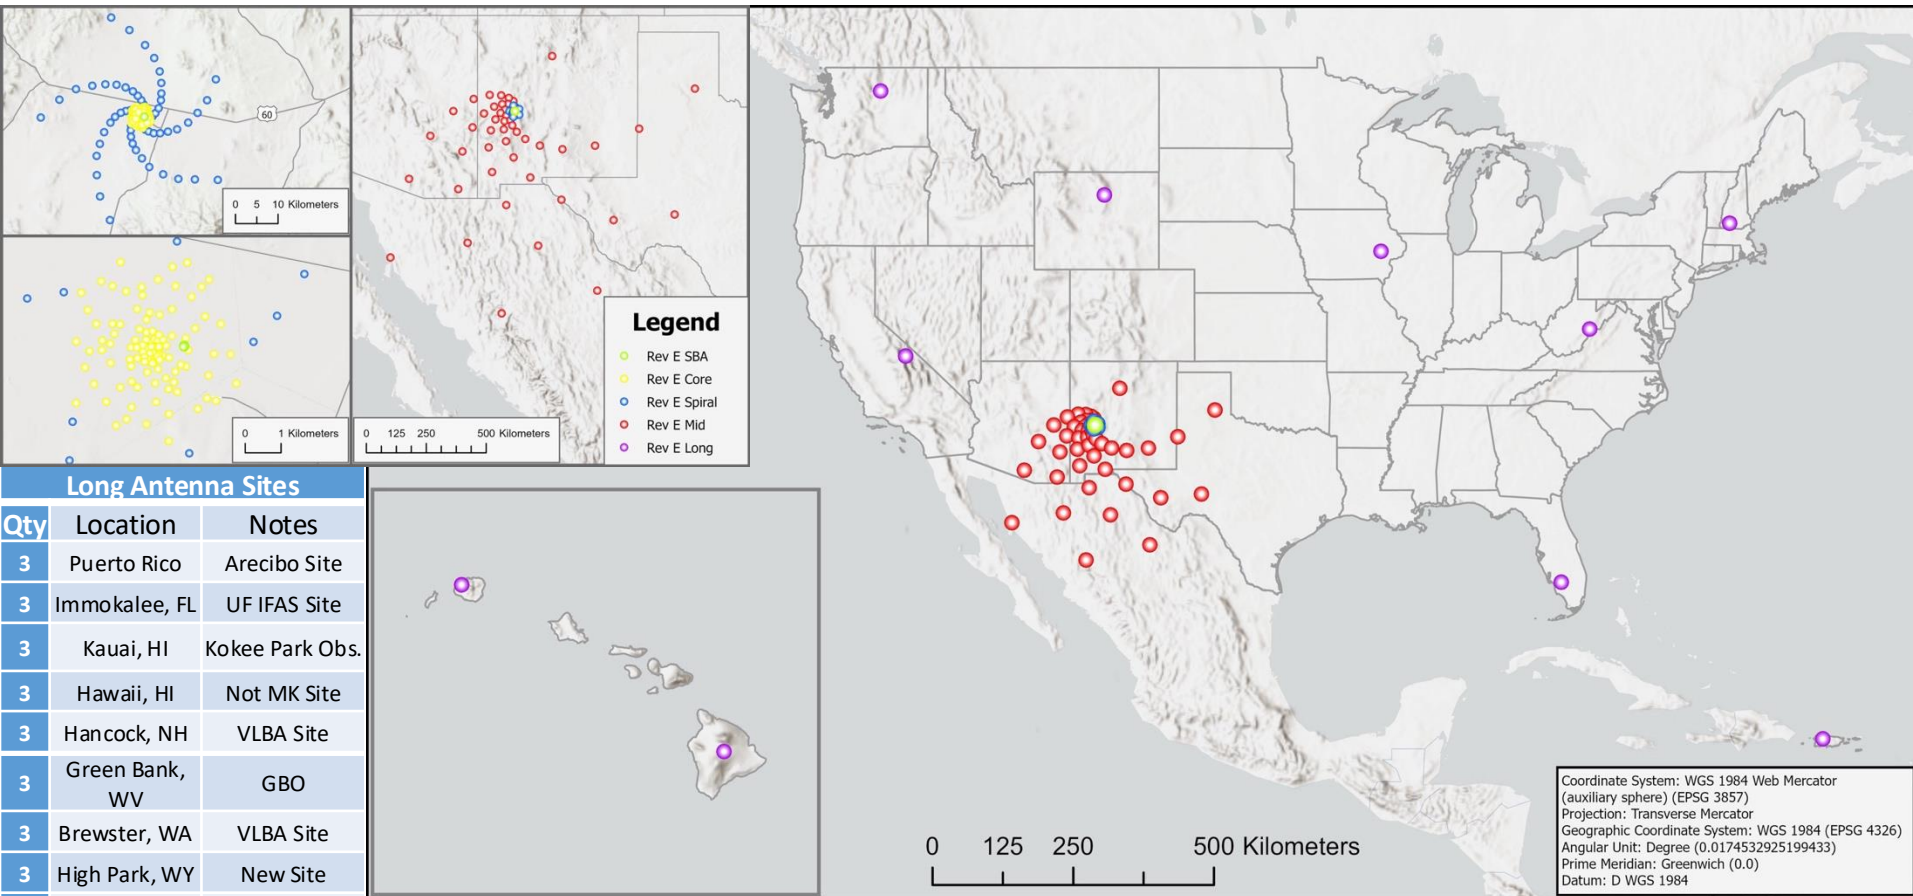 60
0 5 10 Kilometers
0 1 Kilometers
0 125 250 500 Kilometers
Legend
Rev E SBA
Rev E Core
Rev E Spiral
Rev E Mid
Rev E Long
Long Antenna Sites
Qty Location Notes
3 Puerto Rico Arecibo Site
3 Immokalee, FL UF IFAS Site
3 Kauai, HI Kokee Park Obs.
3 Hawaii, HI Not MK Site
3 Hancock, NH VLBA Site
3 Green Bank, WV GBO
3 Brewster, WA VLBA Site
3 High Park, WY New Site
0 125 250 500 Kilometers
Coordinate System: WGS 1984 Web Mercator
(auxiliary sphere) (EPSG 3857)
Projection: Transverse Mercator
Geographic Coordinate System: WGS 1984 (EPSG 4326)
Angular Unit: Degree (0.0174532925199433)
Prime Meridian: Greenwich (0.0)
Datum: D WGS 1984